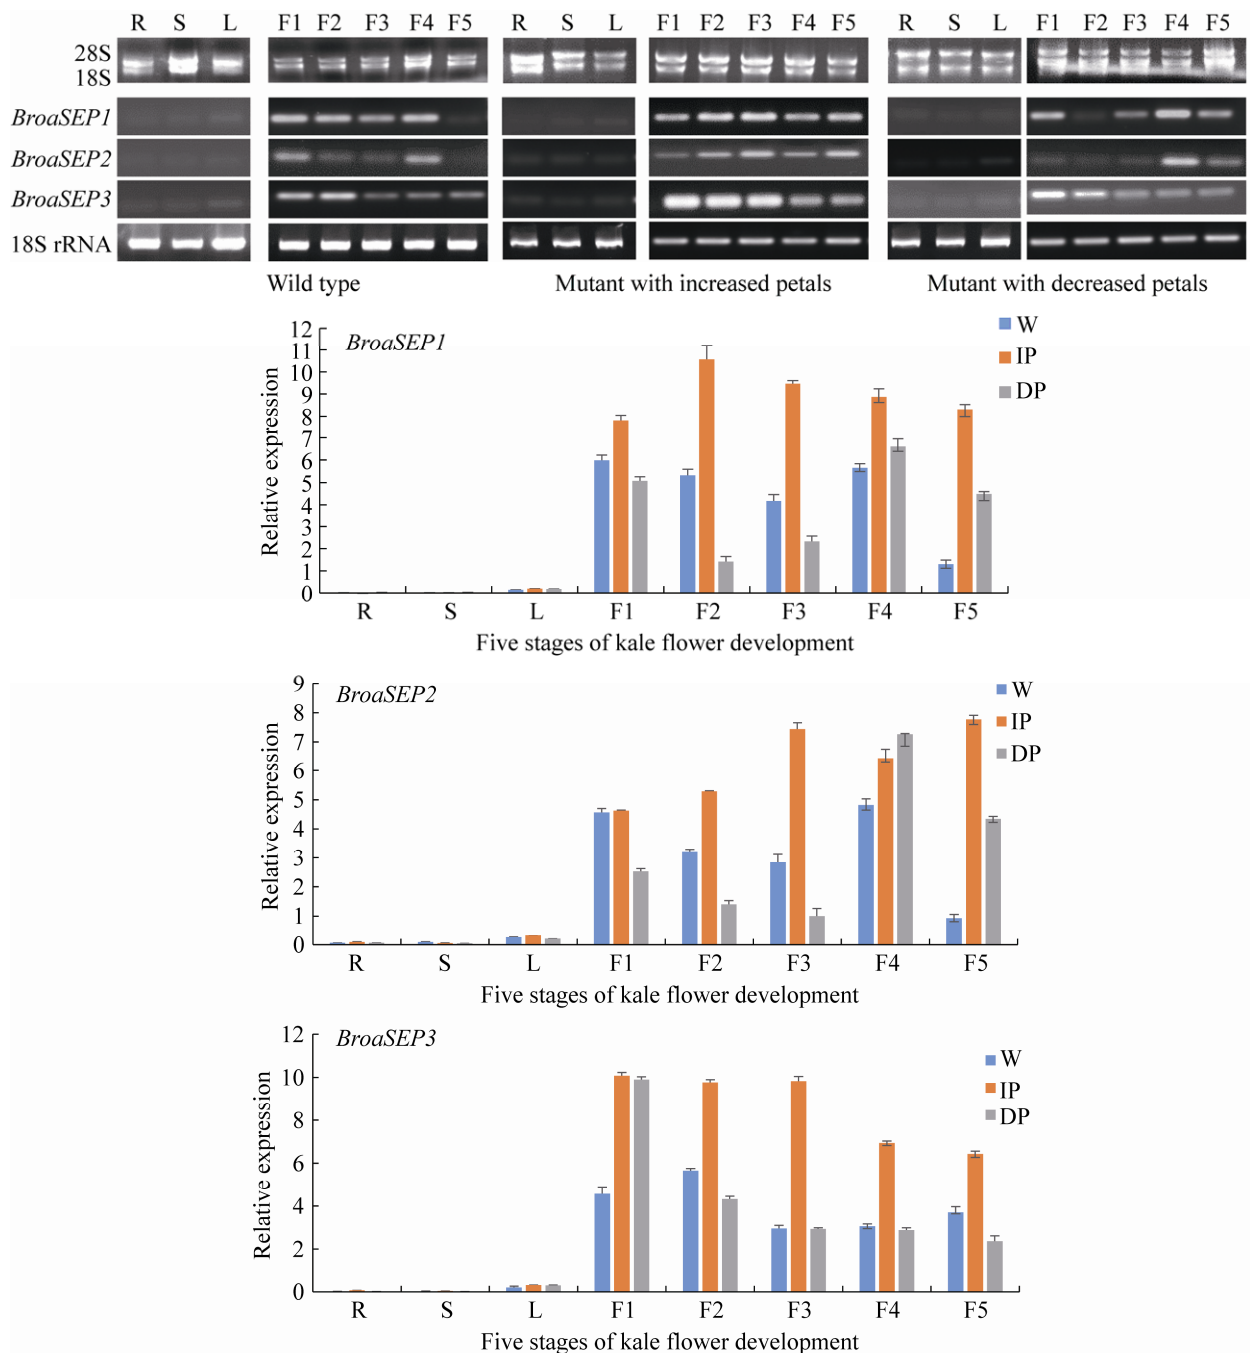 R S L F1 F2 F3 F4 F5 R S L F1 F2 F3 F4 F5 R S L F1 F2 F3 F4 F5
28S
18S
BroaSEP1
BroaSEP2
BroaSEP3
18S rRNA
Wild type Mutant with increased petals Mutant with decreased petals
BroaSEP1
W
IP
DP
Relative expression
12
11
10
9
8
7
6
5
4
3
2
1
0
R S L F1 F2 F3 F4 F5
Five stages of kale flower development
BroaSEP2
W
IP
DP
Relative expression
9
8
7
6
5
4
3
2
1
0
R S L F1 F2 F3 F4 F5
Five stages of kale flower development
BroaSEP3
W
IP
DP
Relative expression
12
10
8
6
4
2
0
R S L F1 F2 F3 F4 F5
Five stages of kale flower development